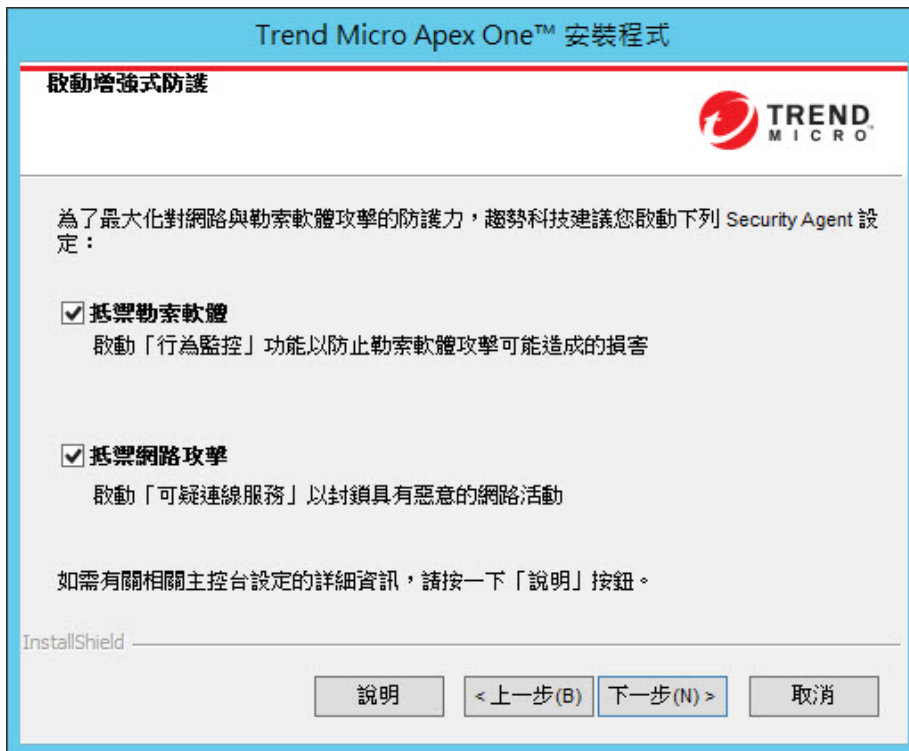 Trend Micro Apex One™ 安裝程式
啟動增強式防護
TREND
MICRO™
為了最大化對網路與勒索軟體攻擊的防護力，趨勢科技建議您啟動下列 Security Agent 設
定：
抵禦勒索軟體
啟動「行為監控」功能以防止勒索軟體攻擊可能造成的損害
抵禦網路攻擊
啟動「可疑連線服務」以封鎖具有惡意的網路活動
如需有關相關主控台設定的詳細資訊，請按一下「說明」按鈕。
InstallShield
說明
<上一步(B)
下一步(N) >
取消